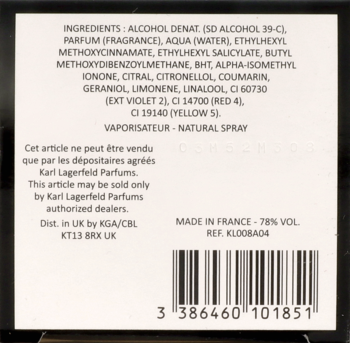 INGREDIENTS : ALCOHOL DENAT. (SD ALCOHOL 39-C),
PARFUM (FRAGRANCE), AQUA (WATER), ETHYLHEXYL
METHOXYCINNAMATE, ETHYLHEXYL SALICYLATE, BUTYL
METHOXYDIBENZOYLMETHANE, BHT, ALPHA-ISOMETHYL
IONONE, CITRAL, CITRONELLOL, COUMARIN,
GERANIOL, LIMONENE, LINALOOL, CI 60730
(EXT VIOLET 2), CI 14700 (RED 4),
CI 19140 (YELLOW 5).
VAPORISATEUR - NATURAL SPRAY
Cet article ne peut être vendu
que par les dépositaires agréés
Karl Lagerfeld Parfums.
This article may be sold only
by Karl Lagerfeld Parfums
authorized dealers.
Dist. in UK by KGA/CBL
KT13 8RX UK
MADE IN FRANCE - 78% VOL.
REF. KL008A04
3 386460 101851